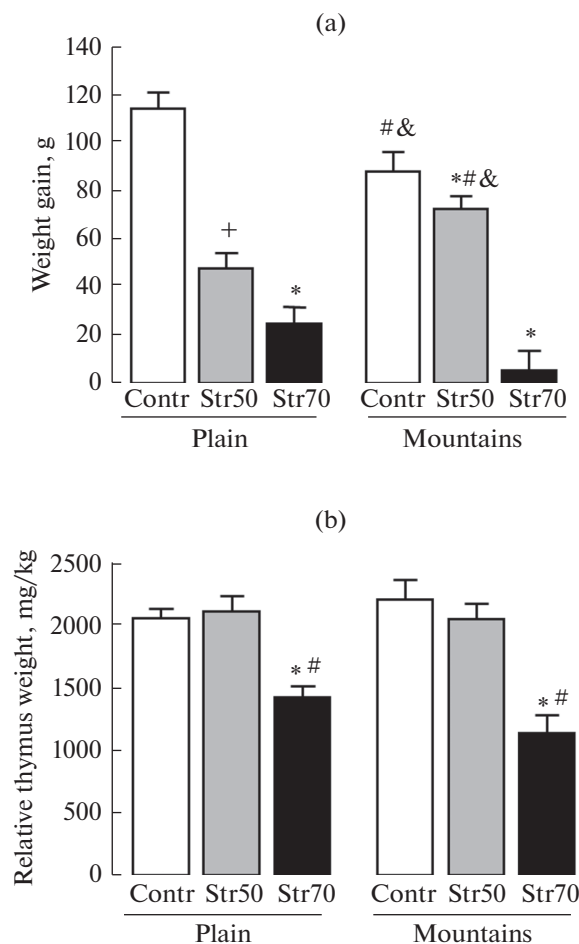 (a)
Weight gain, g
140
120
100
80
60
40
20
0
+
*
#&
*#&
*
Contr Str50 Str70 Contr Str50 Str70
Plain Mountains
(b)
Relative thymus weight, mg/kg
2500
2000
1500
1000
500
0
* #
* #
Contr Str50 Str70 Contr Str50 Str70
Plain Mountains